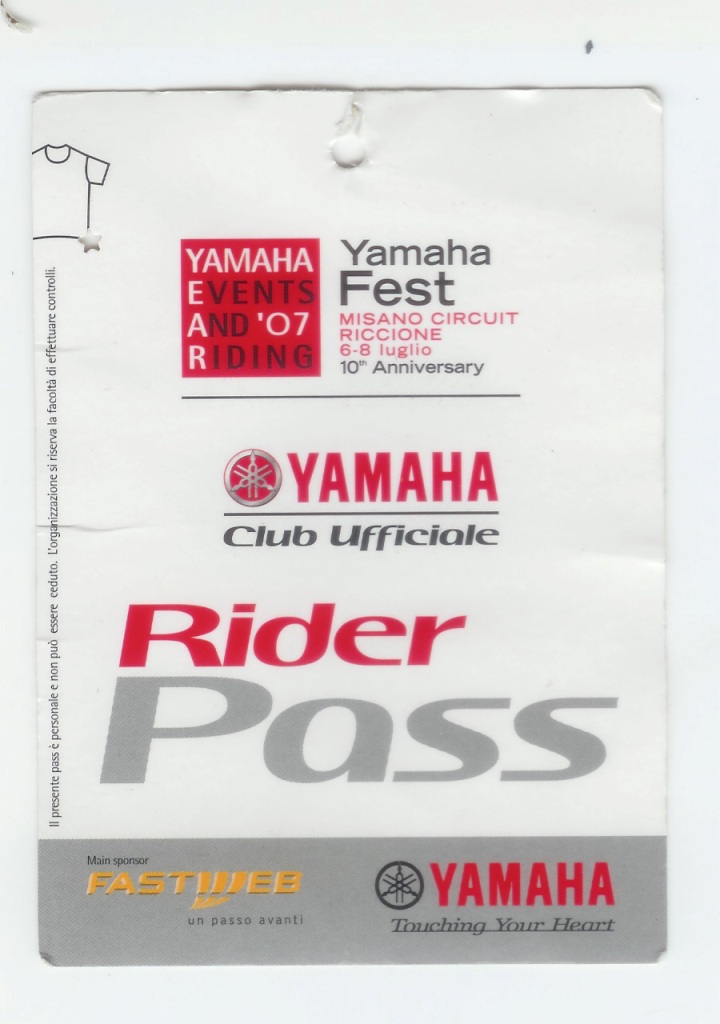 YAMAHA
EVENTS
AND '07
RIDING
Yamaha
Fest
MISANO CIRCUIT
RICCIONE
6-8 luglio
10th Anniversary
YAMAHA
Club Ufficiale
Rider
Pass
Il presente pass è personale e non può essere ceduto. L'organizzazione si riserva la facoltà di effettuare controlli.
Main sponsor
FASTWEB
un passo avanti
YAMAHA
Touching Your Heart